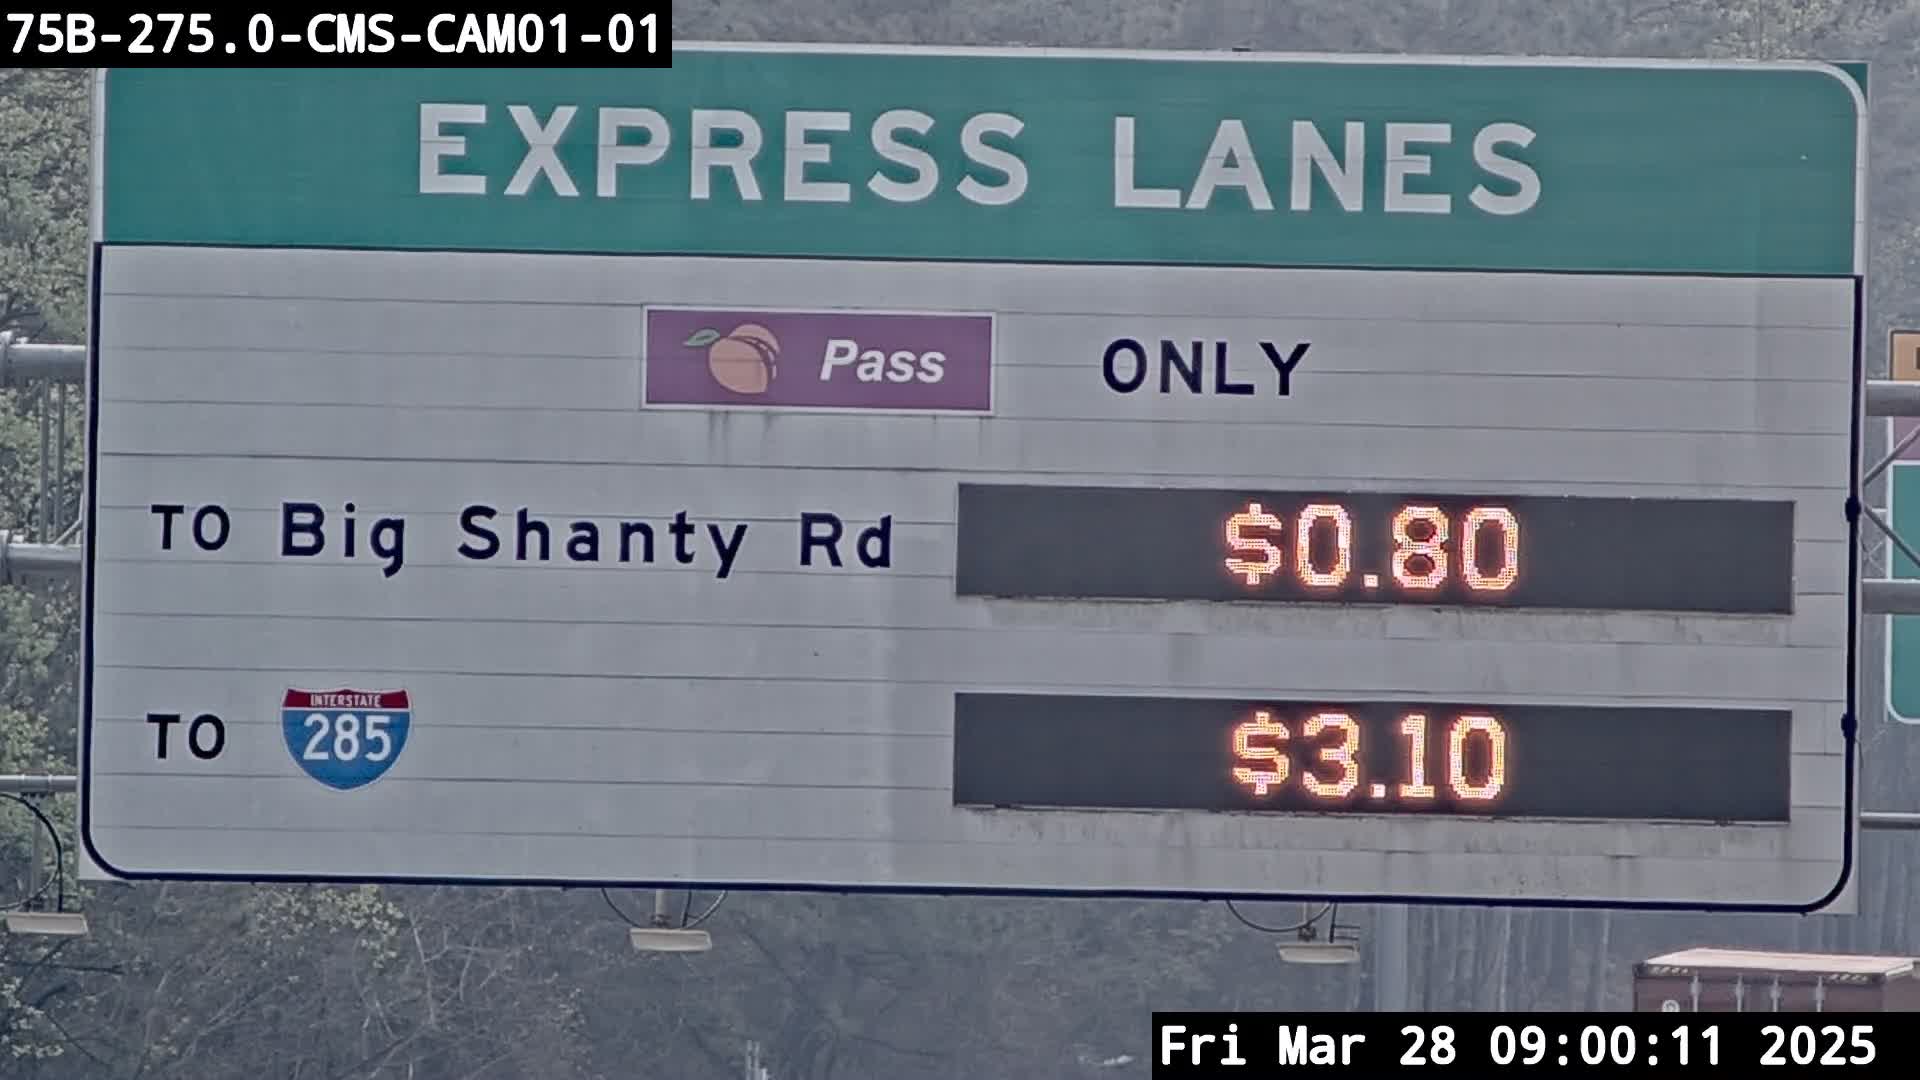 75B-275.0-CMS-CAM01-01
EXPRESS LANES
Pass ONLY
TO Big Shanty Rd $0.80
INTERSTATE
TO 285 $3.10
Fri Mar 28 09:00:11 2025